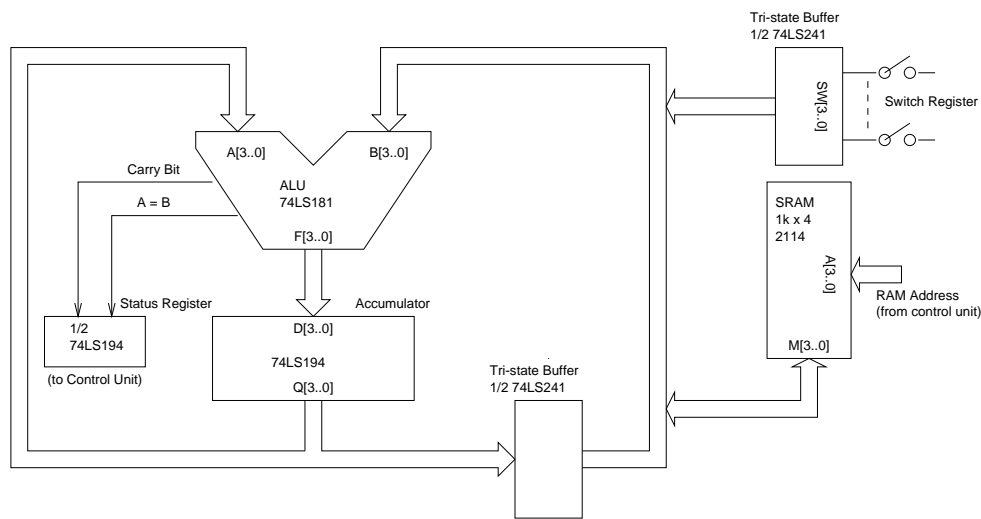 Tri-state Buffer
1/2 74LS241
SW[3..0]
Switch Register
A[3..0]
B[3..0]
Carry Bit
ALU
74LS181
A = B
F[3..0]
SRAM
1k x 4
2114
A[3..0]
RAM Address
(from control unit)
M[3..0]
Status Register
1/2
74LS194
(to Control Unit)
Accumulator
D[3..0]
74LS194
Q[3..0]
Tri-state Buffer
1/2 74LS241